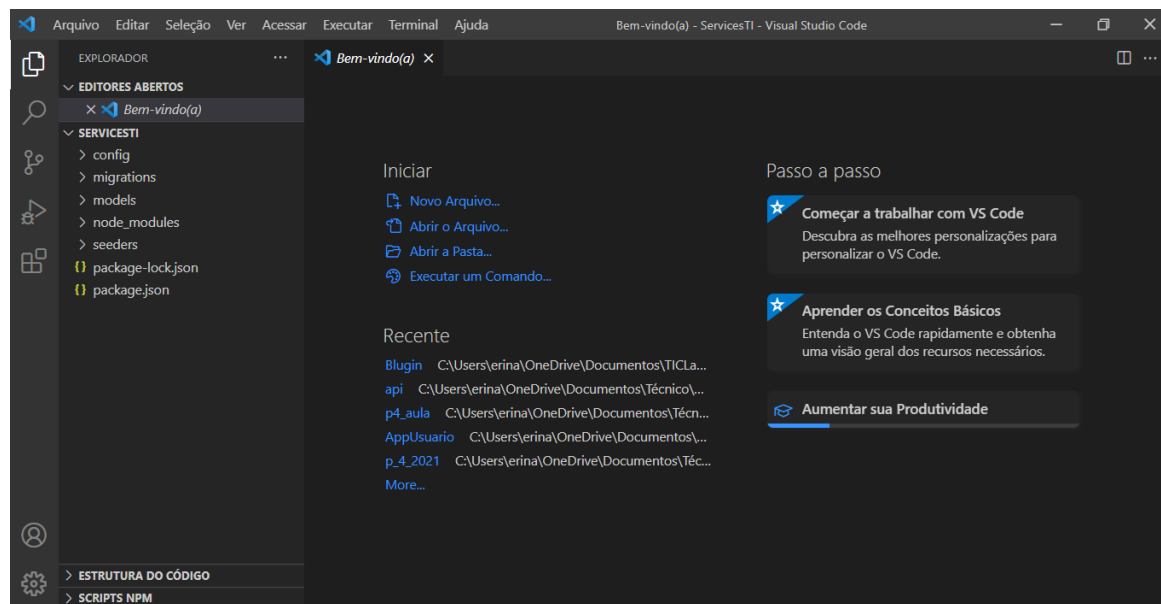 Arquivo Editar Seleção Ver Acessar Executar Terminal Ajuda Bem-vindo(a) - ServicesTI - Visual Studio Code
EXPLORADOR
Bem-vindo(a)
EDITORES ABERTOS
Bem-vindo(a)
SERVICESTI
config
migrations
models
node_modules
seeders
package-lock.json
package.json
ESTRUTURA DO CÓDIGO
SCRIPTS NPM
Iniciar
Novo Arquivo...
Abrir o Arquivo...
Abrir a Pasta...
Executar um Comando...
Recente
Blugin C:\Users\erina\OneDrive\Documentos\TICLa...
api C:\Users\erina\OneDrive\Documentos\Técnico\...
p4_aula C:\Users\erina\OneDrive\Documentos\Técn...
AppUsuario C:\Users\erina\OneDrive\Documentos\...
p_4_2021 C:\Users\erina\OneDrive\Documentos\Téc...
More...
Passo a passo
Começar a trabalhar com VS Code
Descubra as melhores personalizações para
personalizar o VS Code.
Aprender os Conceitos Básicos
Entenda o VS Code rapidamente e obtenha
uma visão geral dos recursos necessários.
Aumentar sua Produtividade